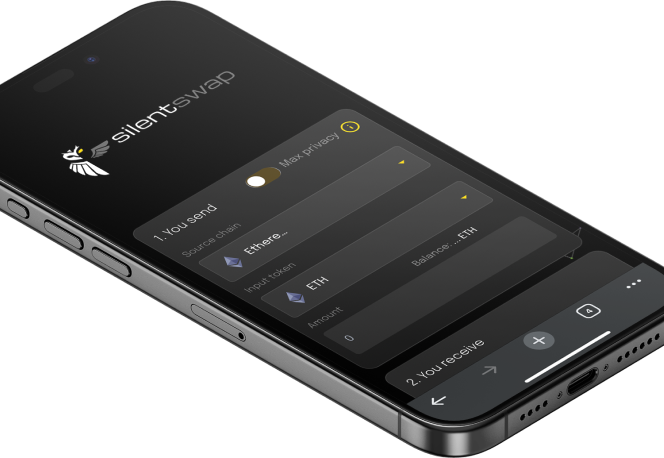 silentswap
1. You send
Max privacy
Source chain
Ethere...
Input token
ETH
Amount
Balance: ... ETH
0
2. You receive
4